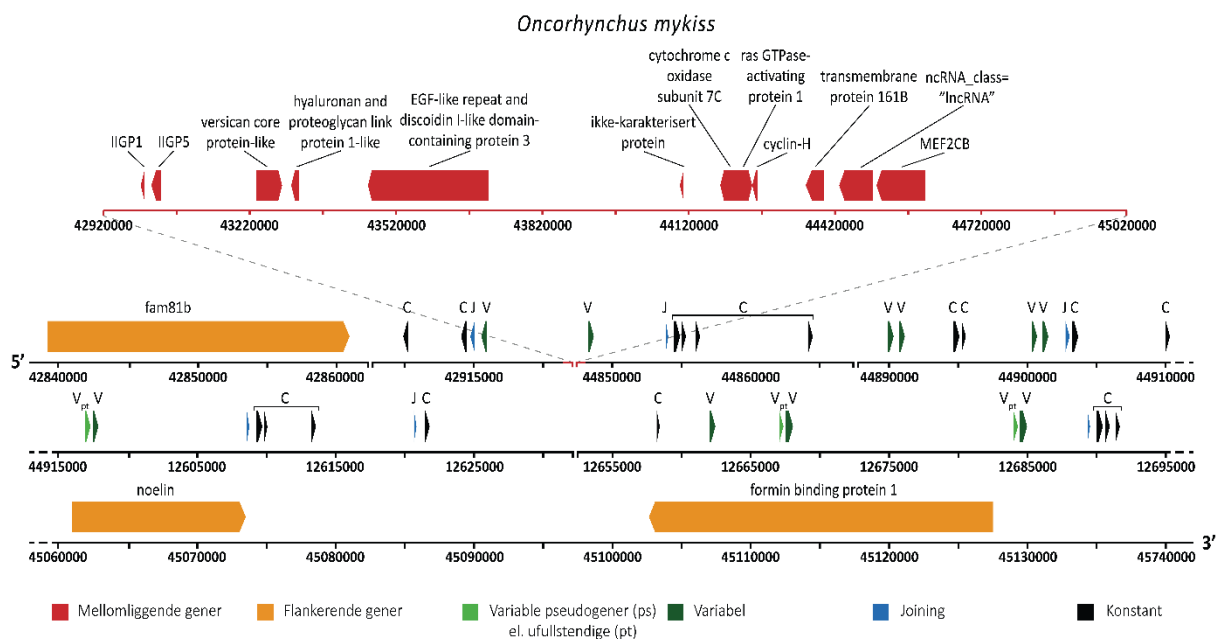 Oncorhynchus mykiss
IIGP1
IIGP5
versican core
protein-like
hyaluronan and
proteoglycan link
protein 1-like
EGF-like repeat and
discoidin I-like domain-
containing protein 3
ikke-karakterisert
protein
cytochrome c
oxidase
subunit 7C
ras GTPase-
activating
protein 1
cyclin-H
transmembrane
protein 161B
ncRNA_class=
"lncRNA"
MEF2CB
42920000 43220000 43520000 43820000 44120000 44420000 44720000 45020000
fam81b C C J V V J C V V C C V V J C C
5'
42840000 42850000 42860000 42915000 44850000 44860000 44890000 44900000 44910000
Vpt V C J C C V Vpt V Vpt V C
44915000 12605000 12615000 12625000 12655000 12665000 12675000 12685000 12695000
noelin formin binding protein 1
3'
45060000 45070000 45080000 45090000 45100000 45110000 45120000 45130000 45740000
Mellomliggende gener
Flankerende gener
Variable pseudogener (ps)
el. ufullstendige (pt)
Variabel
Joining
Konstant